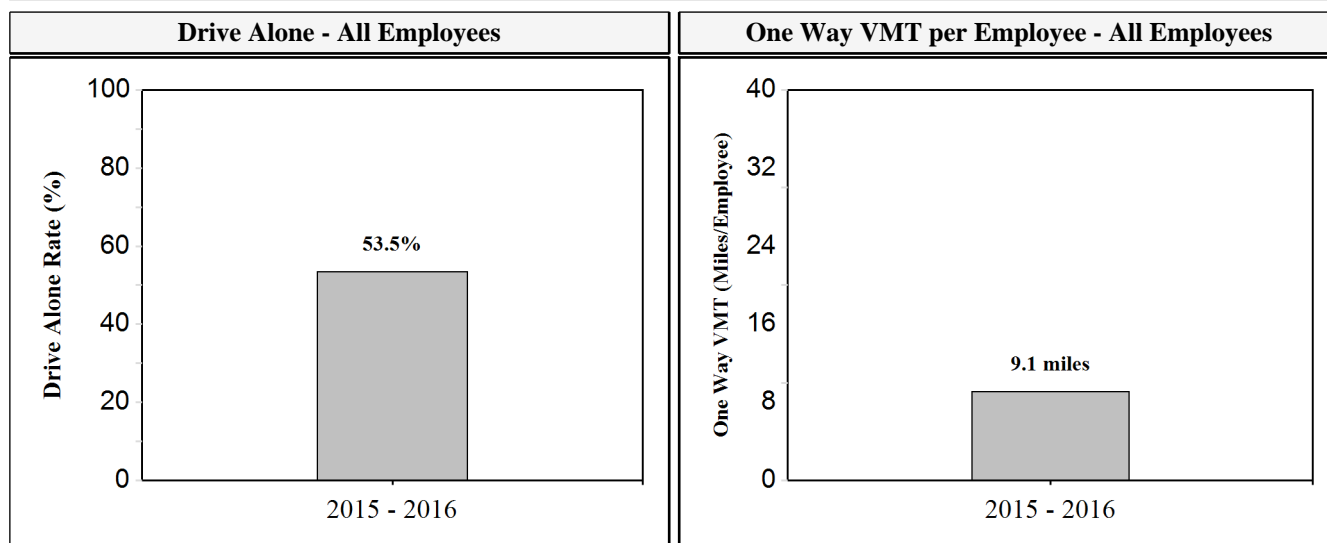 Drive Alone - All Employees
One Way VMT per Employee - All Employees
Drive Alone Rate (%)
100
80
60
40
20
0
53.5%
2015 - 2016
One Way VMT (Miles/Employee)
40
32
24
16
8
0
9.1 miles
2015 - 2016